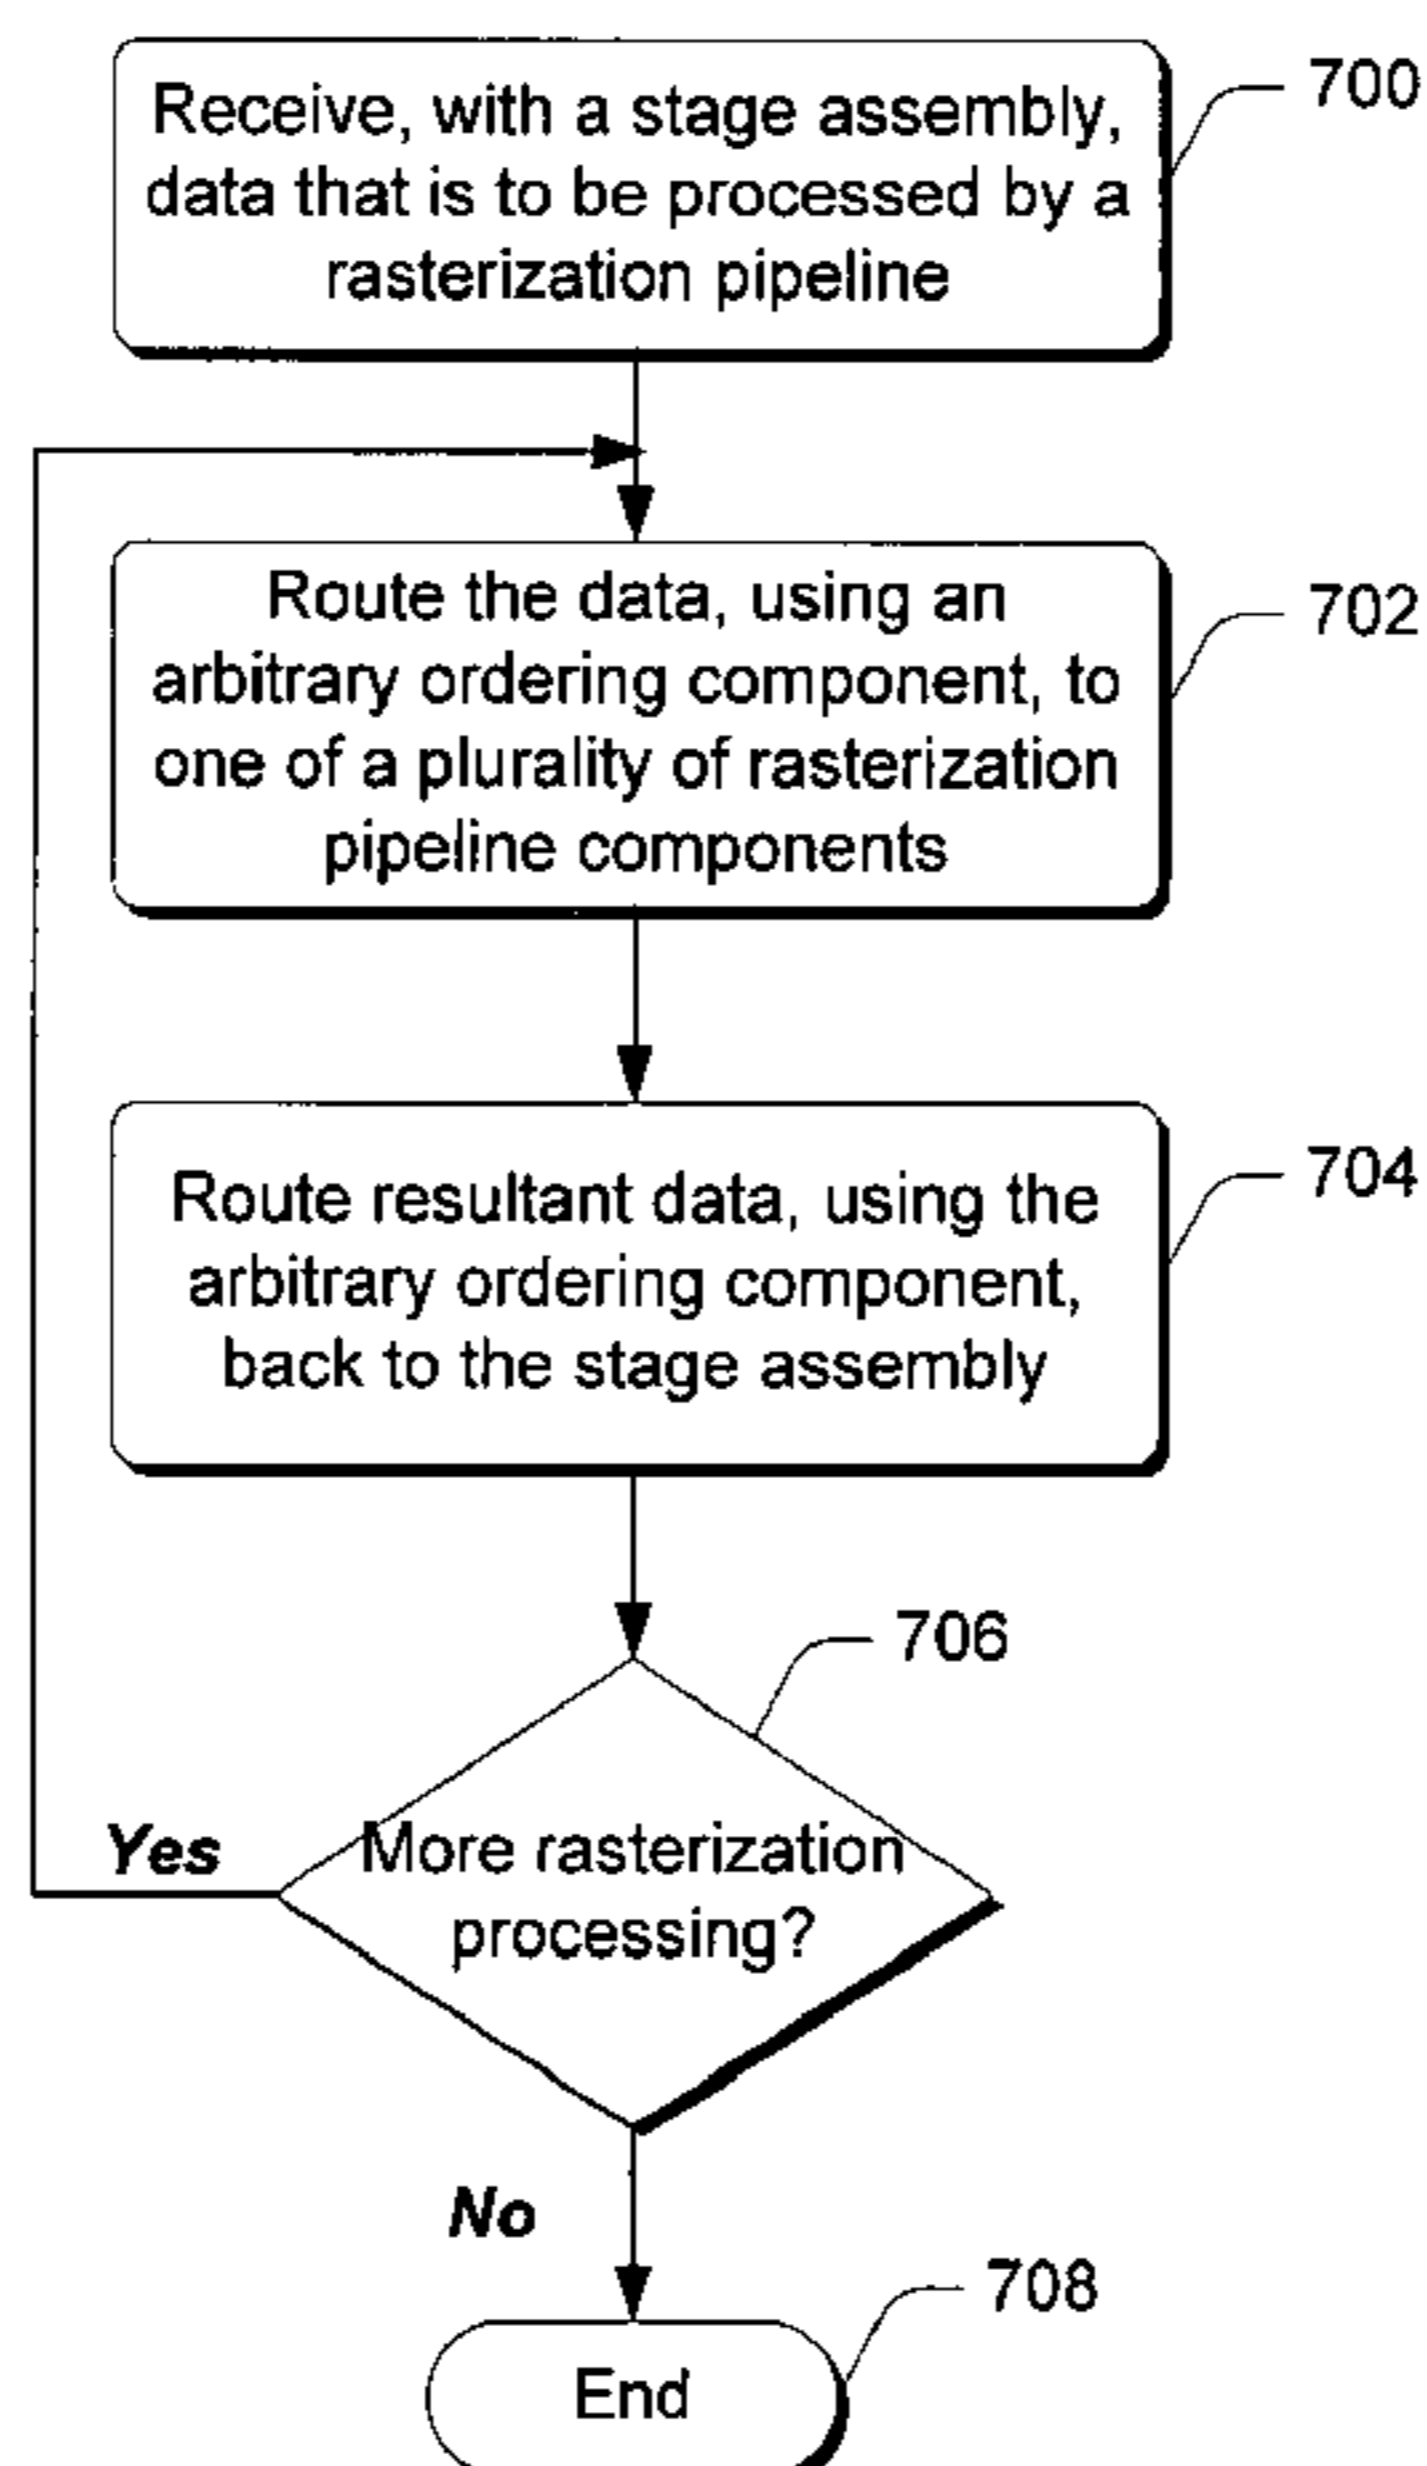 Receive, with a stage assembly,
data that is to be processed by a
rasterization pipeline
700
Route the data, using an
arbitrary ordering component, to
one of a plurality of rasterization
pipeline components
702
Route resultant data, using the
arbitrary ordering component,
back to the stage assembly
704
706
More rasterization
processing?
Yes
No
708
End